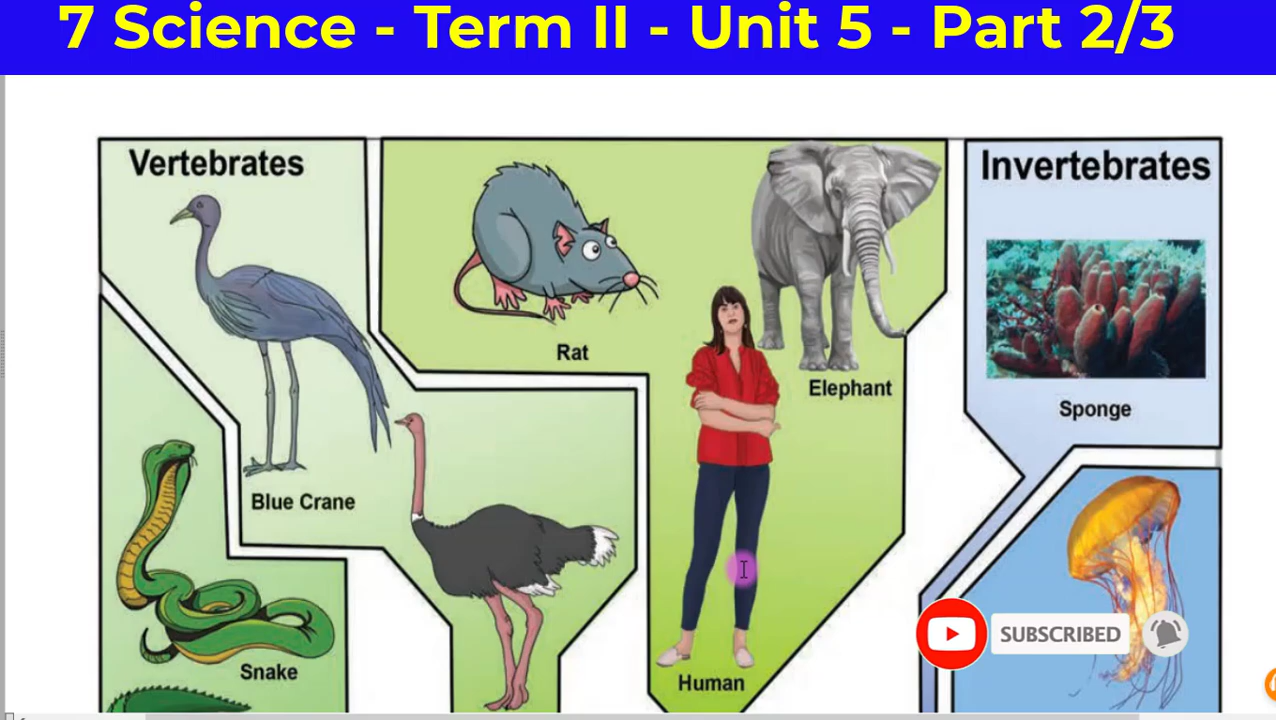 7 Science - Term II - Unit 5 - Part 2/3
Vertebrates
Invertebrates
Rat
Elephant
Sponge
Blue Crane
Snake
Human
SUBSCRIBED